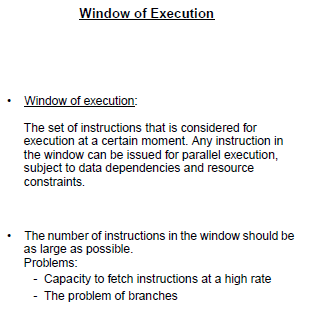 Window of Execution
• Window of execution:
The set of instructions that is considered for
execution at a certain moment. Any instruction in
the window can be issued for parallel execution,
subject to data dependencies and resource
constraints.
• The number of instructions in the window should be
as large as possible.
Problems:
- Capacity to fetch instructions at a high rate
- The problem of branches